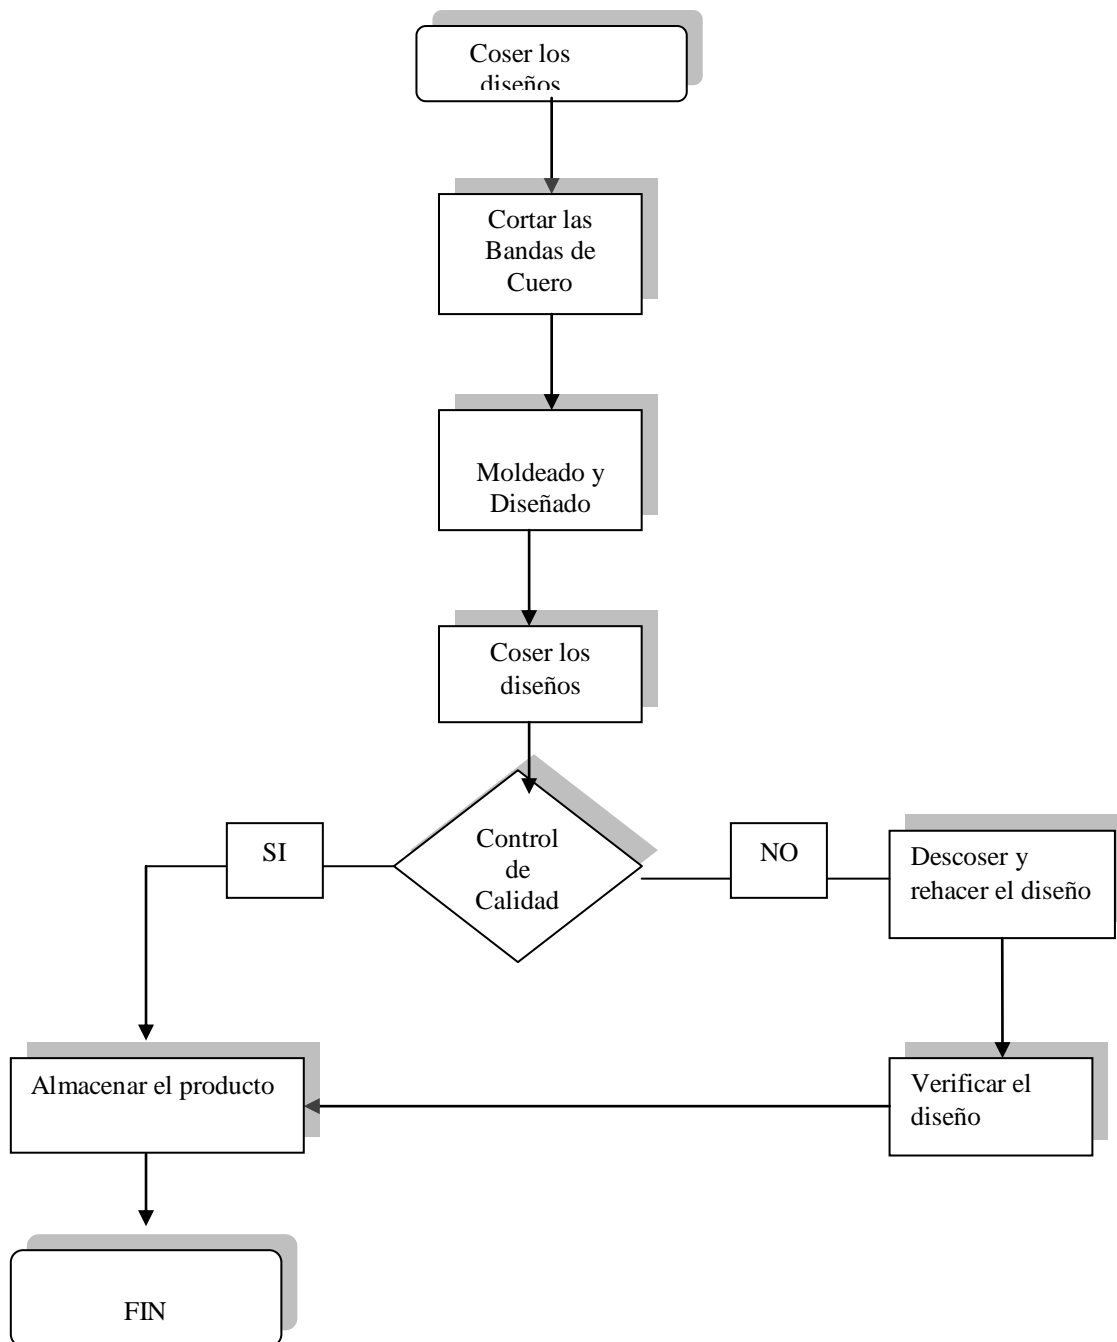 Coser los
diseños
Cortar las
Bandas de
Cuero
Moldeado y
Diseñado
Coser los
diseños
Control
de
Calidad
SI
NO
Descoser y
rehacer el diseño
Almacenar el producto
Verificar el
diseño
FIN